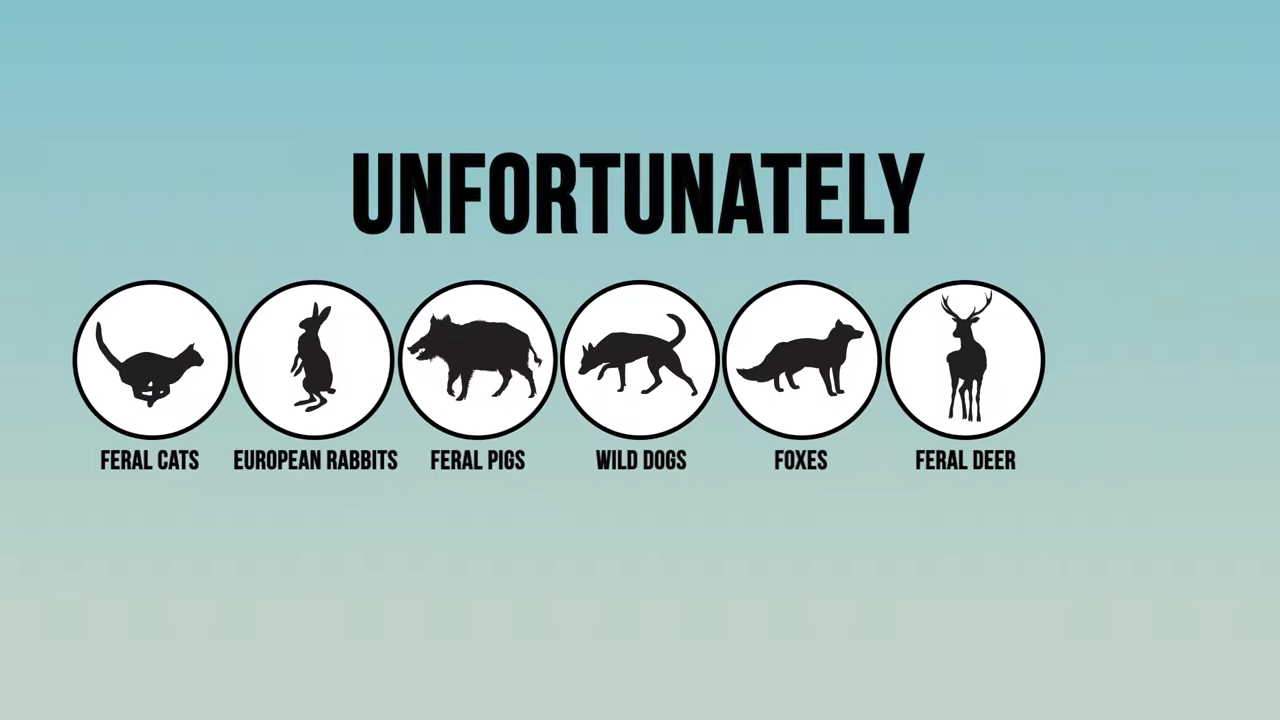 UNFORTUNATELY
FERAL CATS
EUROPEAN RABBITS
FERAL PIGS
WILD DOGS
FOXES
FERAL DEER